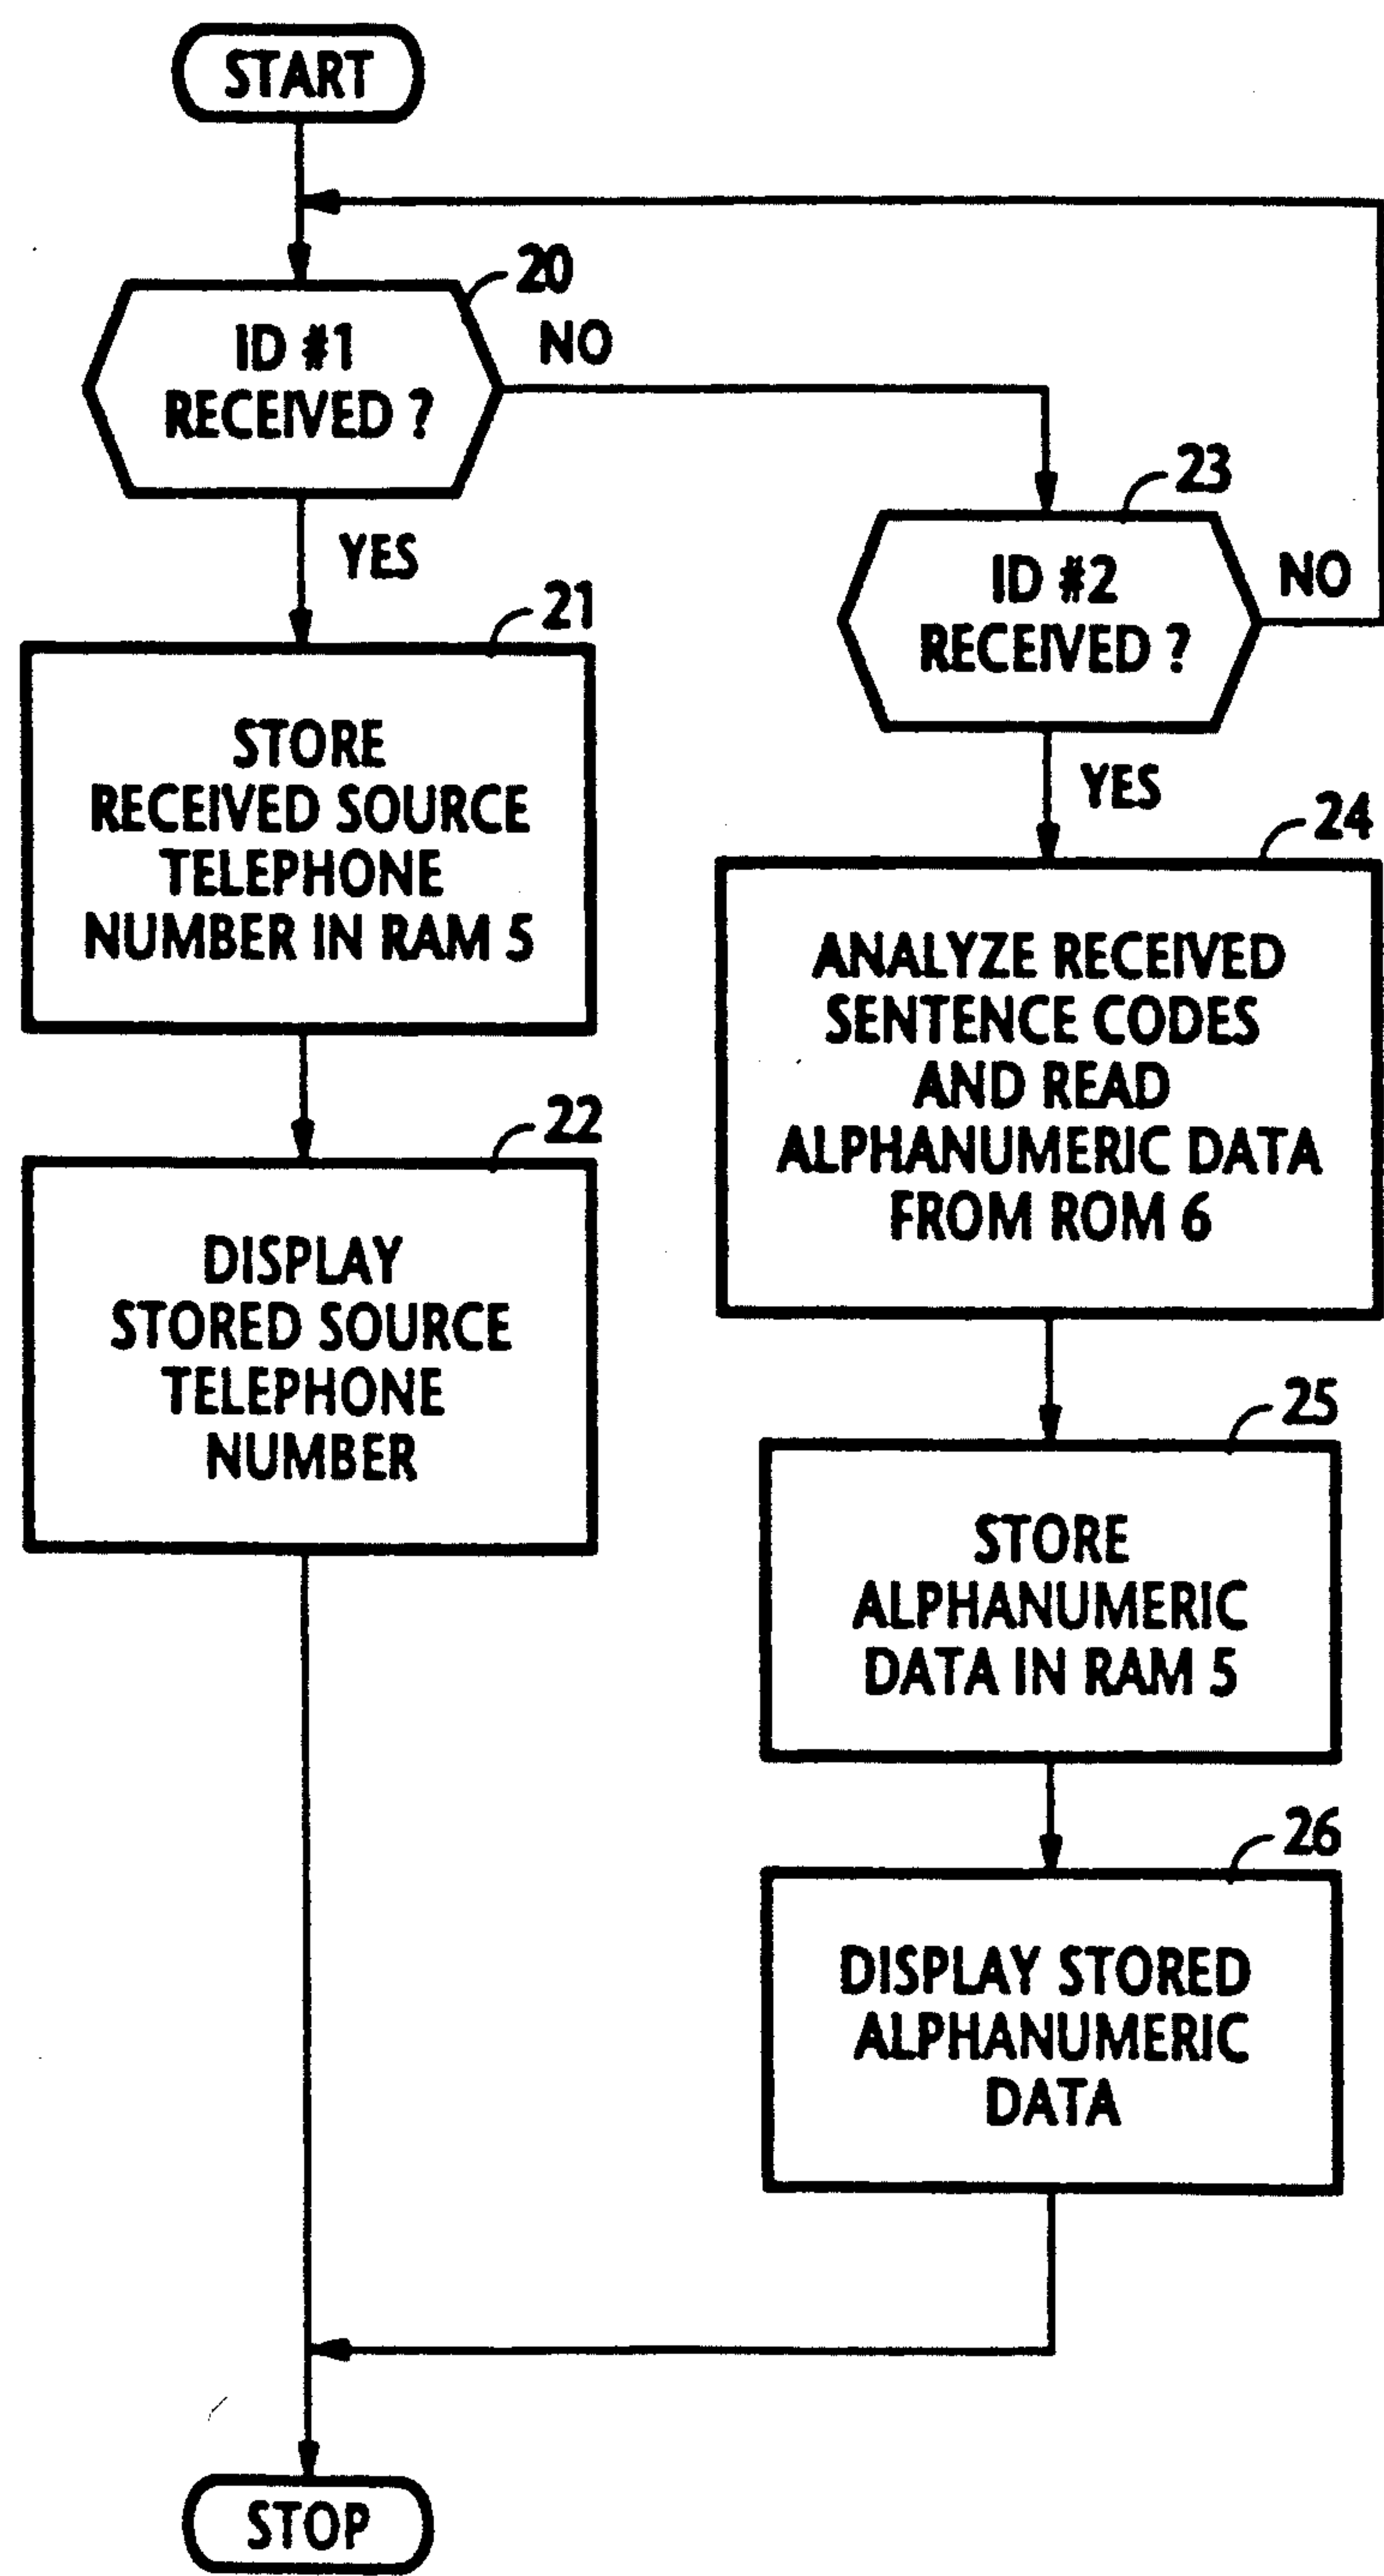 START
20
ID #1
RECEIVED ?
NO
YES
21
STORE
RECEIVED SOURCE
TELEPHONE
NUMBER IN RAM 5
22
DISPLAY
STORED SOURCE
TELEPHONE
NUMBER
23
ID #2
RECEIVED ?
NO
YES
24
ANALYZE RECEIVED
SENTENCE CODES
AND READ
ALPHANUMERIC DATA
FROM ROM 6
25
STORE
ALPHANUMERIC
DATA IN RAM 5
26
DISPLAY STORED
ALPHANUMERIC
DATA
STOP